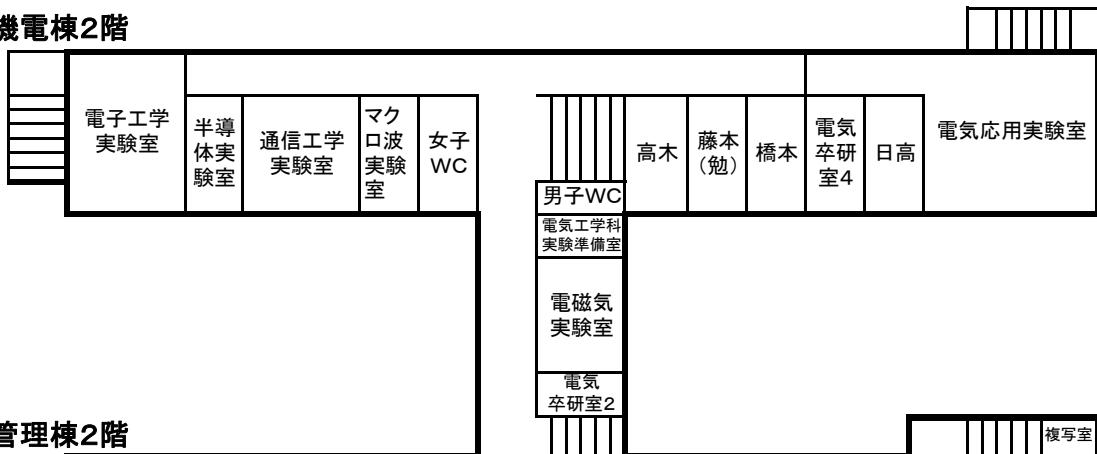 機電棟2階
電子工学
実験室
半導
体実
験室
通信工学
実験室
マク
ロ波
実験
室
女子
WC
高木
藤本
(勉)
橋本
電気
卒研
室4
日高
電気応用実験室
男子WC
電気工学科
実験準備室
電磁気
実験室
電気
卒研室2
管理棟2階
複写室